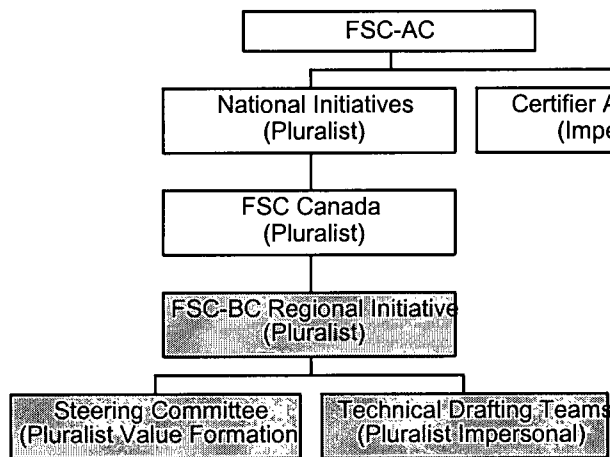 FSC-AC
National Initiatives
(Pluralist)
Certifier A
(Impe
FSC Canada
(Pluralist)
FSC-BC Regional Initiative
(Pluralist)
Steering Committee
(Pluralist Value Formation
Technical Drafting Teams
(Pluralist Impersonal)